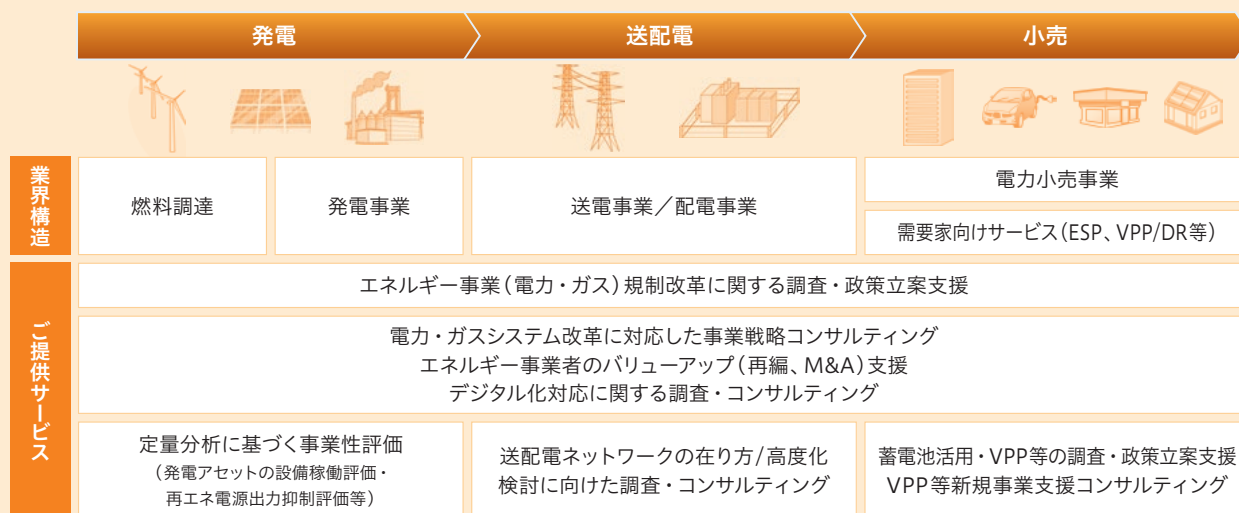 発電
送配電
小売
業界構造
燃料調達
発電事業
送電事業／配電事業
電力小売事業
需要家向けサービス（ESP、VPP/DR等）
ご提供サービス
エネルギー事業（電力・ガス）規制改革に関する調査・政策立案支援
電力・ガスシステム改革に対応した事業戦略コンサルティング
エネルギー事業者のバリューアップ（再編、M&A）支援
デジタル化対応に関する調査・コンサルティング
定量分析に基づく事業性評価
（発電アセットの設備稼働評価・
再エネ電源出力抑制評価等）
送配電ネットワークの在り方/高度化
検討に向けた調査・コンサルティング
蓄電池活用・VPP等の調査・政策立案支援
VPP等新規事業支援コンサルティング